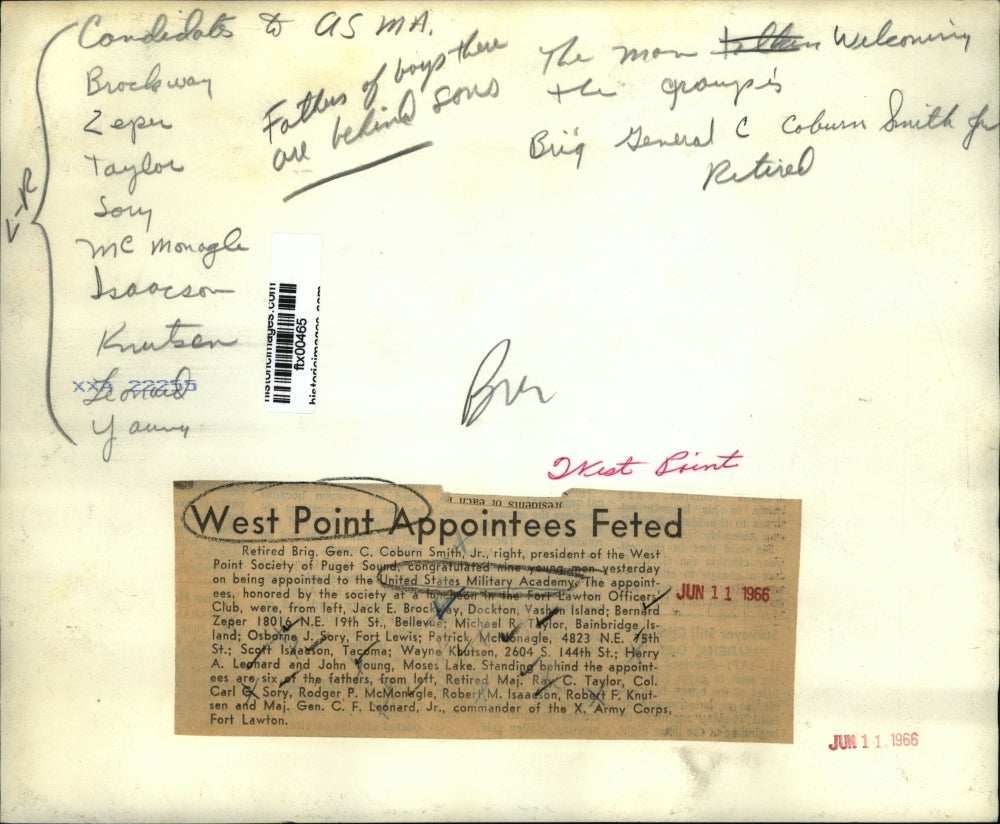 Candidates to USMA.
L-R
Brockway
Zeper
Taylor
Sory
McMonagle
Isaacson
Knutsen
Leonard
Young
Fathers of boys there
are behind sons
The man Welcoming
the group is
Brig General C Coburn Smith Jr
Retired
historicimages.com
ftx00465
historicimages.com
West Point
presidents of each
West Point Appointees Feted
Retired Brig. Gen. C. Coburn Smith, Jr., right, president of the West
Point Society of Puget Sound, congratulated nine young men yesterday
on being appointed to the United States Military Academy. The appoint-
ees, honored by the society at a luncheon in the Fort Lawton Officers
Club, were, from left, Jack E. Brockway, Dockton, Vashon Island; Bernard
Zeper 18016 N.E. 19th St., Bellevue; Michael R. Taylor, Bainbridge Is-
land; Osborne J. Sory, Fort Lewis; Patrick McMonagle, 4823 N.E. 75th
St.; Scott Isaacson, Tacoma; Wayne Knutsen, 2604 S. 144th St.; Harry
A. Leonard and John Young, Moses Lake. Standing behind the appoint-
ees are six of the fathers, from left, Retired Maj. Ray C. Taylor, Col.
Carl G. Sory, Rodger P. McMonagle, Robert M. Isaacson, Robert F. Knut-
sen and Maj. Gen. C. F. Leonard, Jr., commander of the X. Army Corps,
Fort Lawton.
JUN 11 1966
JUN 11 1966